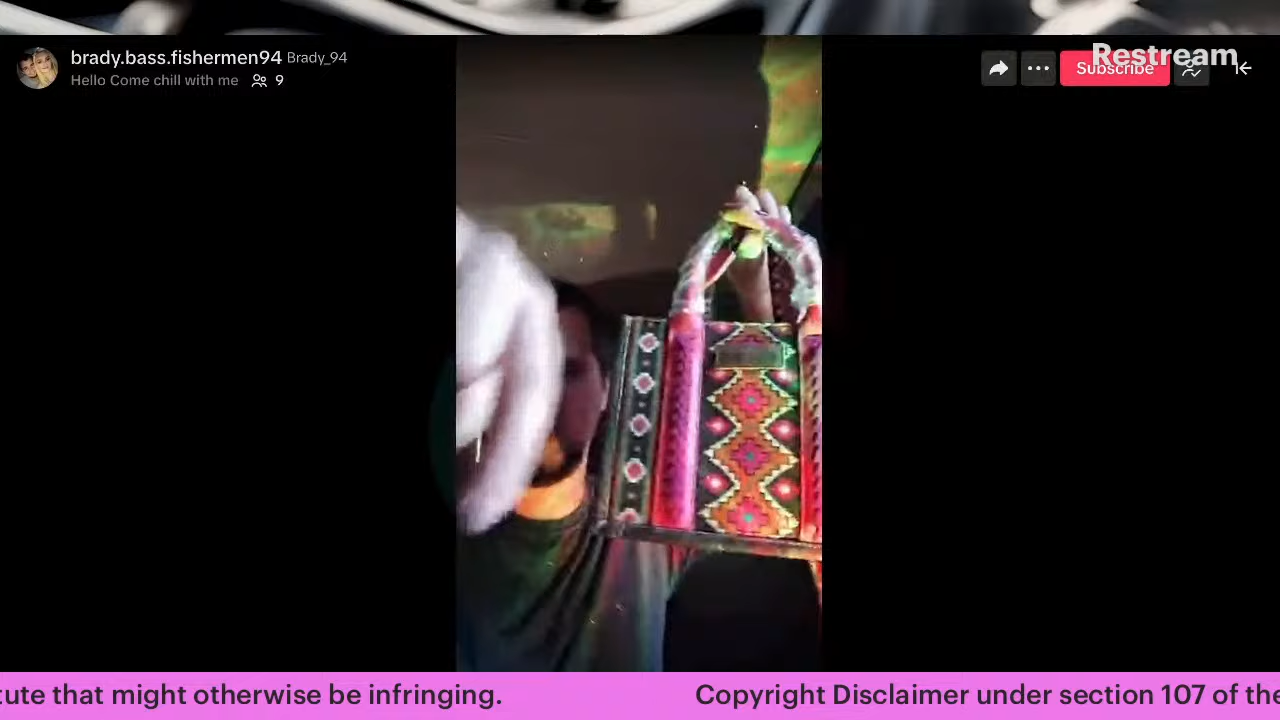 brady.bass.fishermen94 Brady_94
Hello Come chill with me 9
Restream
Subscribe
tute that might otherwise be infringing. Copyright Disclaimer under section 107 of the